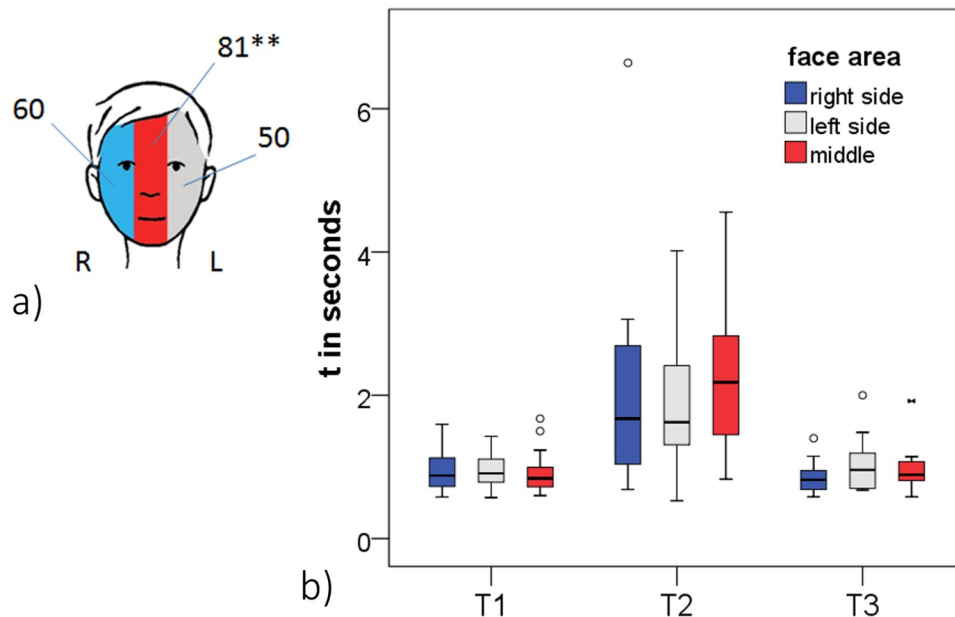 81**
60
50
R
L
a)
t in seconds
6
4
2
0
face area
right side
left side
middle
b)
T1
T2
T3